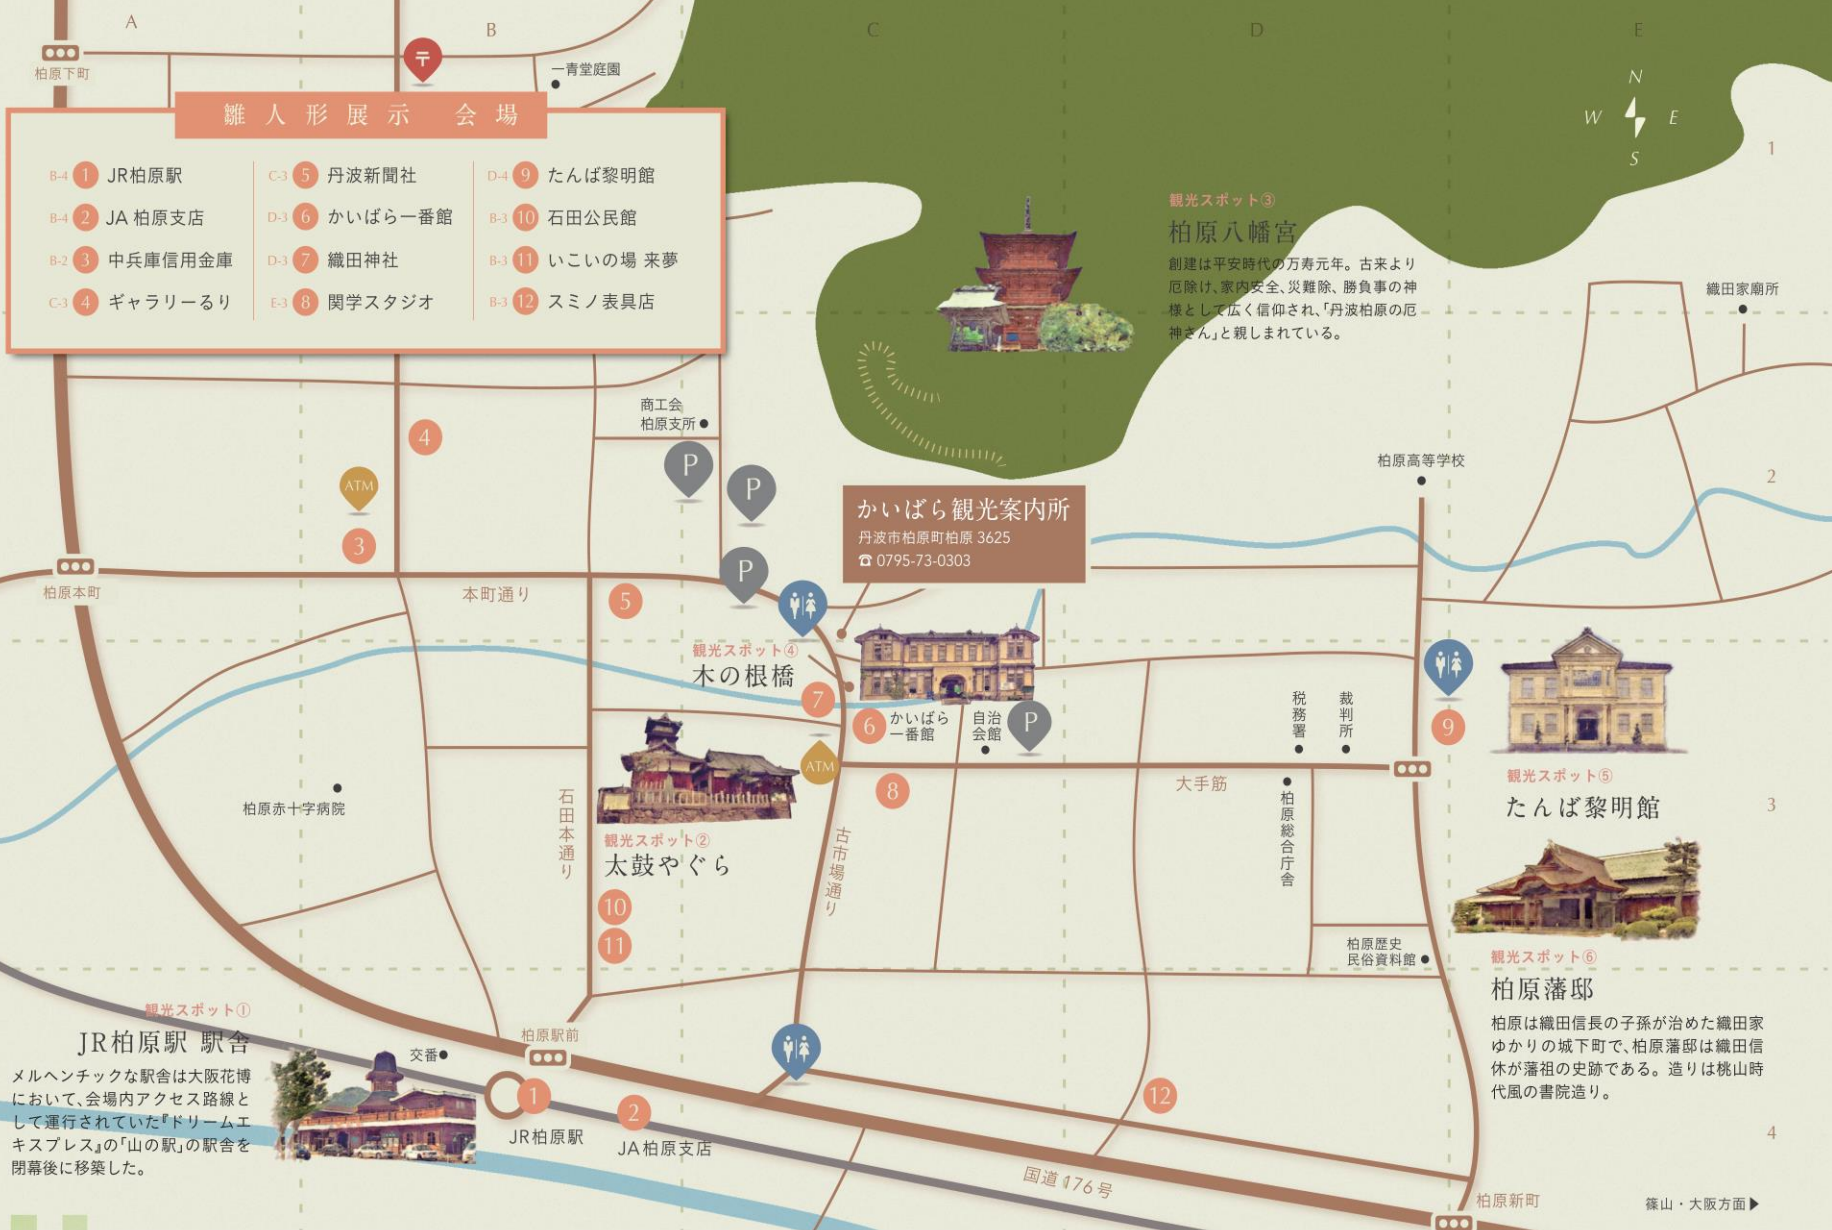 A
B
C
D
E
柏原下町
〒
一青堂庭園
N
W E
S
1
雛人形展示 会場
B-4 1 JR柏原駅
B-4 2 JA 柏原支店
B-2 3 中兵庫信用金庫
C-3 4 ギャラリーるり
C-3 5 丹波新聞社
D-3 6 かいばら一番館
D-3 7 織田神社
E-3 8 関学スタジオ
D-4 9 たんば黎明館
B-3 10 石田公民館
B-3 11 いこいの場 来夢
B-3 12 スミノ表具店
観光スポット③
柏原八幡宮
創建は平安時代の万寿元年。古来より
厄除け、家内安全、災難除、勝負事の神
様として広く信仰され、「丹波柏原の厄
神さん」と親しまれている。
織田家廟所
商工会
柏原支所
4
P
P
P
ATM
3
柏原高等学校
2
かいばら観光案内所
丹波市柏原町柏原 3625
☎ 0795-73-0303
柏原本町
本町通り
5
観光スポット④
木の根橋
7
6
かいばら
一番館
自治
会館
P
税務署
裁判所
9
ATM
8
大手筋
観光スポット⑤
たんば黎明館
3
柏原赤十字病院
石田本通り
観光スポット②
太鼓やぐら
古市場通り
柏原総合庁舎
10
11
柏原歴史
民俗資料館
観光スポット⑥
柏原藩邸
柏原は織田信長の子孫が治めた織田家
ゆかりの城下町で、柏原藩邸は織田信
休が藩祖の史跡である。造りは桃山時
代風の書院造り。
観光スポット①
JR柏原駅 駅舎
メルヘンチックな駅舎は大阪花博
において、会場内アクセス路線と
して運行されていた『ドリームエ
キスプレス』の「山の駅」の駅舎を
閉幕後に移築した。
交番
柏原駅前
1
JR柏原駅
2
JA柏原支店
12
4
国道 176号
柏原新町
篠山・大阪方面▶